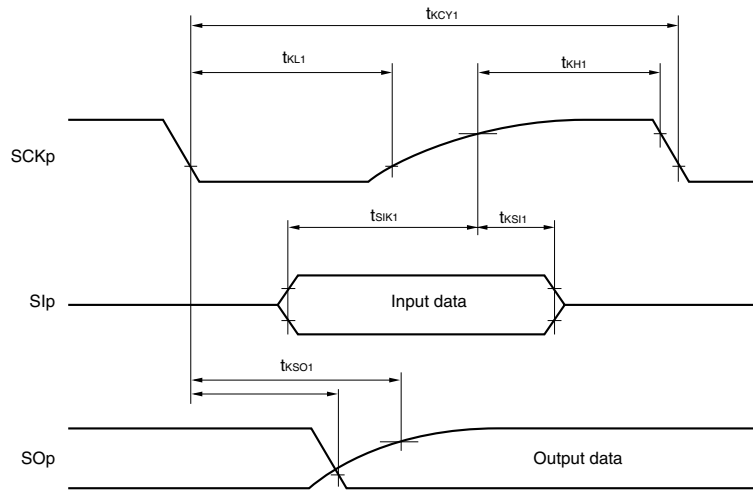 tKCY1
tKL1
tKH1
SCKp
tSIK1
tKSI1
SIp
Input data
tKSO1
SOp
Output data